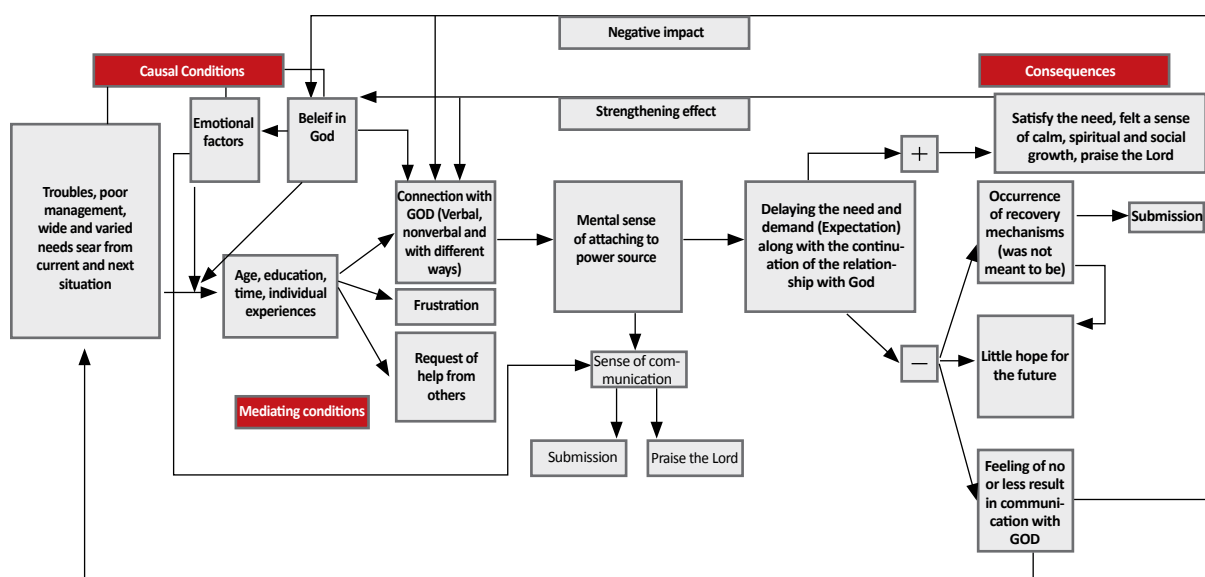 Negative impact
Causal Conditions
Consequences
Emotional
factors
Beleif in
God
Strengthening effect
Satisfy the need, felt a sense
of calm, spiritual and social
growth, praise the Lord
Troubles, poor
management,
wide and varied
needs sear from
current and next
situation
Connection with
GOD (Verbal,
nonverbal and
with different
ways)
Mental sense
of attaching to
power source
Delaying the need and
demand (Expectation)
along with the continu-
ation of the relation-
ship with God
+
Occurrence
of recovery
mechanisms
(was not
meant to be)
Submission
Age, education,
time, individual
experiences
Frustration
Request of
help from
others
Sense of com-
munication
−
Little hope for
the future
Mediating conditions
Submission
Praise the Lord
Feeling of no
or less result
in communi-
cation with
GOD